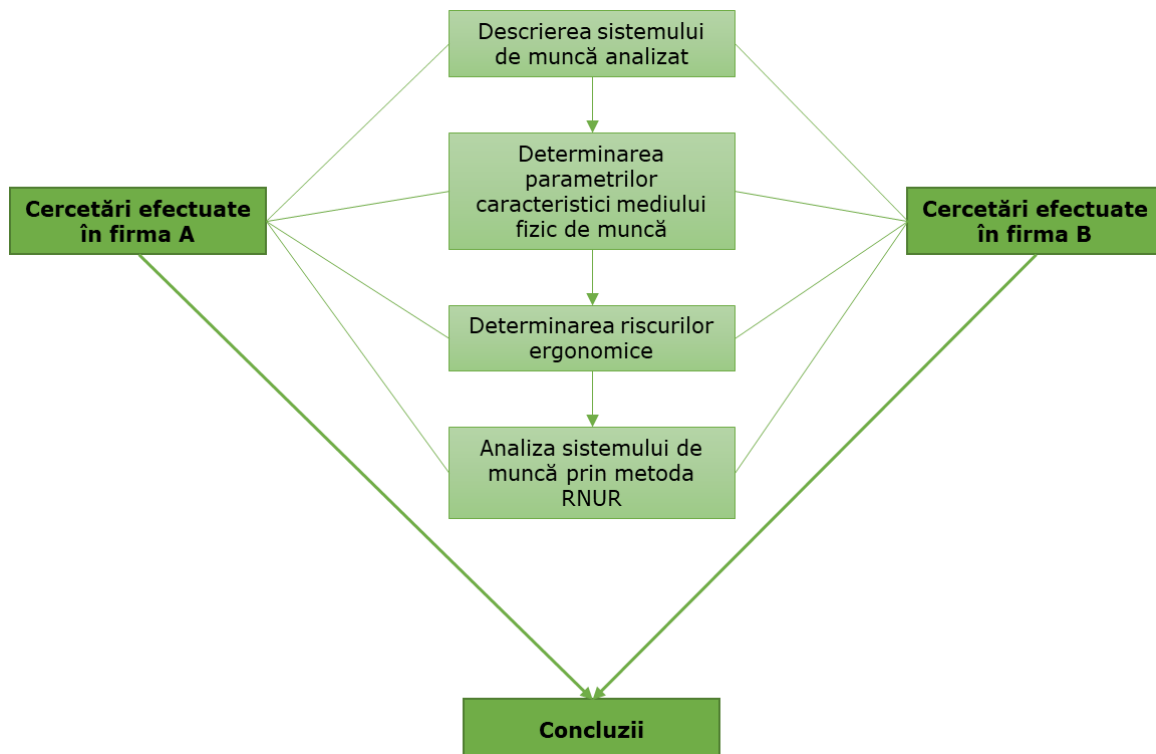 Descrierea sistemului
de muncă analizat
Determinarea
parametrilor
caracteristici mediului
fizic de muncă
Cercetări efectuate
în firma A
Cercetări efectuate
în firma B
Determinarea riscurilor
ergonomice
Analiza sistemului de
muncă prin metoda
RNUR
Concluzii